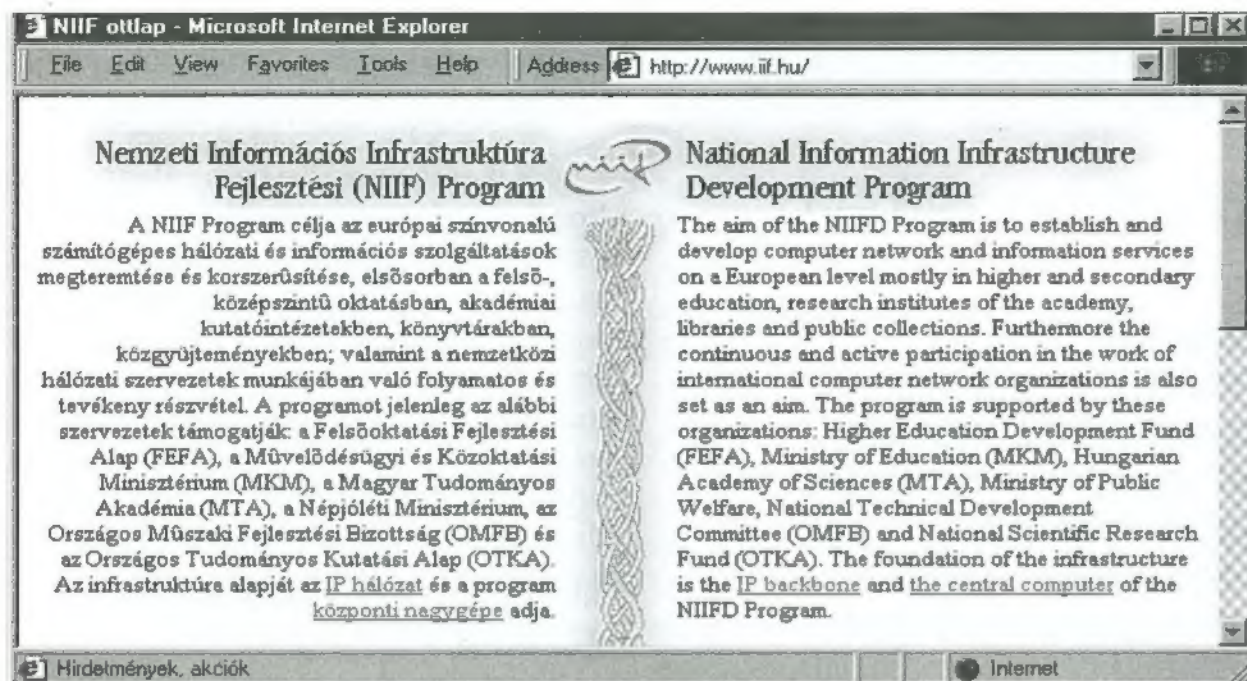 NIIF ottlap - Microsoft Internet Explorer
File Edit View Favorites Tools Help Address http://www.iif.hu/
Nemzeti Információs Infrastruktúra
Fejlesztési (NIIF) Program
A NIIF Program célja az európai színvonalú
számítógépes hálózati és információs szolgáltatások
megteremtése és korszerûsítése, elsõsorban a felsõ-,
középszintû oktatásban, akadémiai
kutatóintézetekben, könyvtárakban,
közgyûjteményekben; valamint a nemzetközi
hálózati szervezetek munkájában való folyamatos és
tevékeny részvétel. A programot jelenleg az alábbi
szervezetek támogatják: a Felsõoktatási Fejlesztési
Alap (FEFA), a Mûvelõdésügyi és Közoktatási
Minisztérium (MKM), a Magyar Tudományos
Akadémia (MTA), a Népjóléti Minisztérium, az
Országos Mûszaki Fejlesztési Bizottság (OMFB) és
az Országos Tudományos Kutatási Alap (OTKA).
Az infrastruktúra alapját az IP hálózat és a program
központi nagygépe adja.
niif
National Information Infrastructure
Development Program
The aim of the NIIFD Program is to establish and
develop computer network and information services
on a European level mostly in higher and secondary
education, research institutes of the academy,
libraries and public collections. Furthermore the
continuous and active participation in the work of
international computer network organizations is also
set as an aim. The program is supported by these
organizations: Higher Education Development Fund
(FEFA), Ministry of Education (MKM), Hungarian
Academy of Sciences (MTA), Ministry of Public
Welfare, National Technical Development
Committee (OMFB) and National Scientific Research
Fund (OTKA). The foundation of the infrastructure
is the IP backbone and the central computer of the
NIIFD Program.
Hirdetmények, akciók Internet